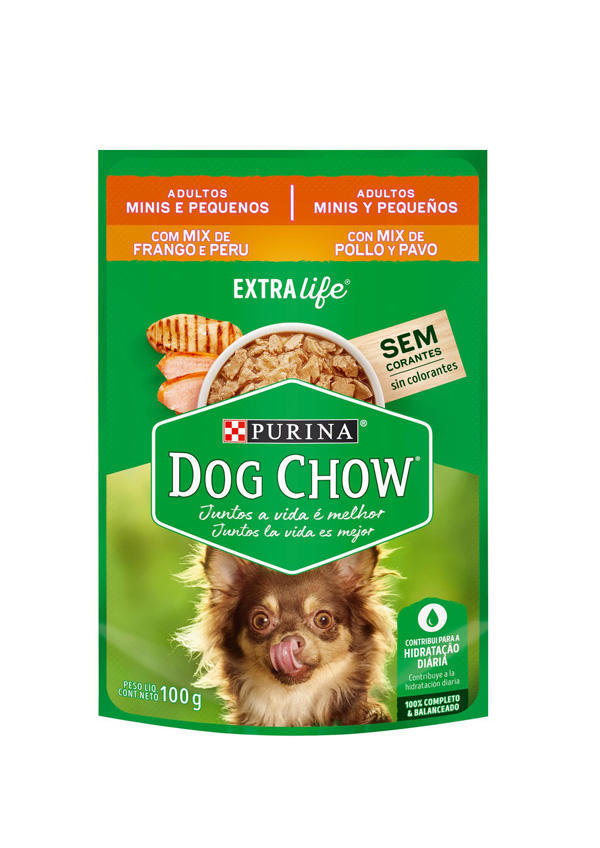 ADULTOS
MINIS E PEQUENOS
COM MIX DE
FRANGO E PERU
ADULTOS
MINIS Y PEQUEÑOS
CON MIX DE
POLLO Y PAVO
EXTRA life®
SEM
CORANTES
sin colorantes
PURINA®
DOG CHOW®
Juntos a vida é melhor
Juntos la vida es mejor
CONTRIBUI PARA A
HIDRATAÇÃO
DIÁRIA
Contribuye a la
hidratación diaria
100% COMPLETO
& BALANCEADO
PESO LIQ.
CONT. NETO 100 g